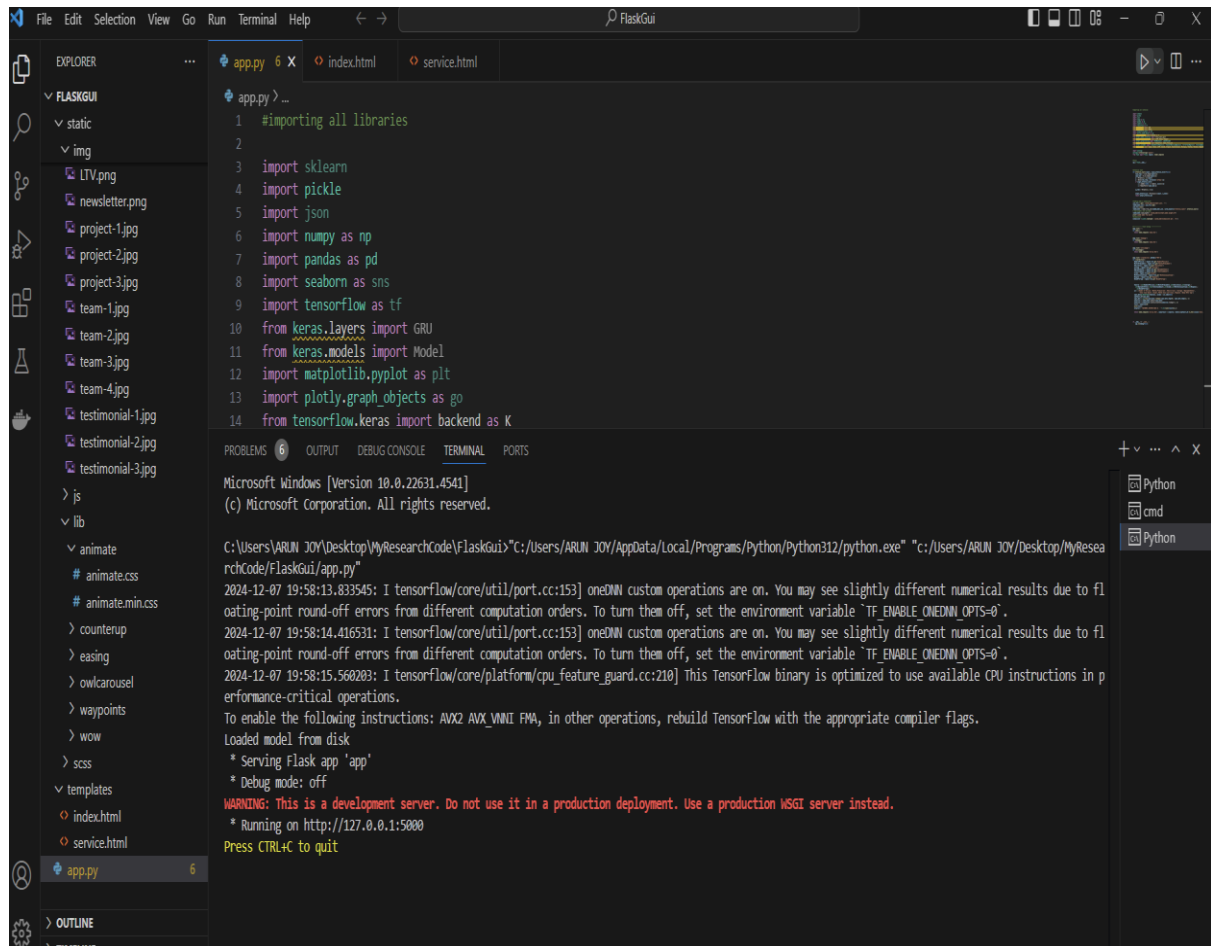 File Edit Selection View Go Run Terminal Help
FlaskGui
EXPLORER
FLASKGUI
static
img
LTV.png
newsletter.png
project-1.jpg
project-2.jpg
project-3.jpg
team-1.jpg
team-2.jpg
team-3.jpg
team-4.jpg
testimonial-1.jpg
testimonial-2.jpg
testimonial-3.jpg
js
lib
animate
# animate.css
# animate.min.css
counterup
easing
owlcarousel
waypoints
wow
scss
templates
index.html
service.html
app.py 6
OUTLINE
app.py 6 X index.html service.html
app.py > ...
1 #importing all libraries
2
3 import sklearn
4 import pickle
5 import json
6 import numpy as np
7 import pandas as pd
8 import seaborn as sns
9 import tensorflow as tf
10 from keras.layers import GRU
11 from keras.models import Model
12 import matplotlib.pyplot as plt
13 import plotly.graph_objects as go
14 from tensorflow.keras import backend as K
PROBLEMS 6 OUTPUT DEBUG CONSOLE TERMINAL PORTS
Microsoft Windows [Version 10.0.22631.4541]
(c) Microsoft Corporation. All rights reserved.
C:\Users\ARUN JOY\Desktop\MyResearchCode\FlaskGui>"C:/Users/ARUN JOY/AppData/Local/Programs/Python/Python312/python.exe" "c:/Users/ARUN JOY/Desktop/MyResea
rchCode/FlaskGui/app.py"
2024-12-07 19:58:13.833545: I tensorflow/core/util/port.cc:153] oneDNN custom operations are on. You may see slightly different numerical results due to fl
oating-point round-off errors from different computation orders. To turn them off, set the environment variable `TF_ENABLE_ONEDNN_OPTS=0`.
2024-12-07 19:58:14.416531: I tensorflow/core/util/port.cc:153] oneDNN custom operations are on. You may see slightly different numerical results due to fl
oating-point round-off errors from different computation orders. To turn them off, set the environment variable `TF_ENABLE_ONEDNN_OPTS=0`.
2024-12-07 19:58:15.560203: I tensorflow/core/platform/cpu_feature_guard.cc:210] This TensorFlow binary is optimized to use available CPU instructions in p
erformance-critical operations.
To enable the following instructions: AVX2 AVX_VNNI FMA, in other operations, rebuild TensorFlow with the appropriate compiler flags.
Loaded model from disk
* Serving Flask app 'app'
* Debug mode: off
WARNING: This is a development server. Do not use it in a production deployment. Use a production WSGI server instead.
* Running on http://127.0.0.1:5000
Press CTRL+C to quit
Python
cmd
Python